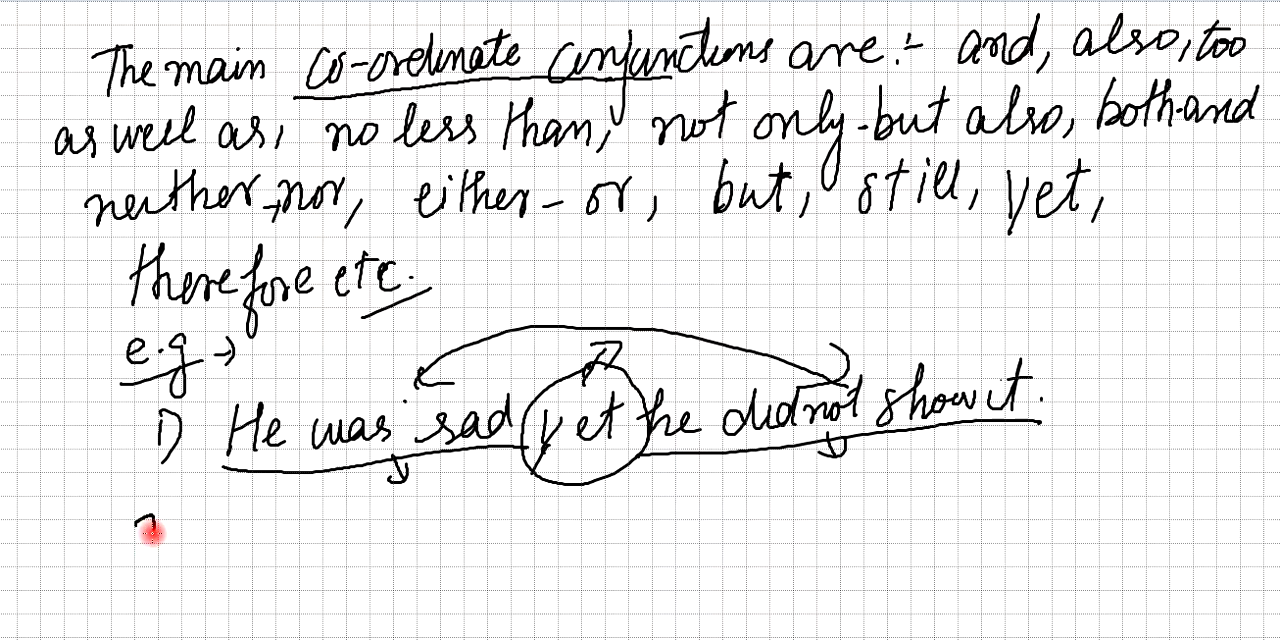 The main co-ordinate conjunctions are :- and, also, too
as well as, no less than, not only-but also, both-and
neither-nor, either-or, but, still, yet,
therefore etc.
e.g →
1) He was sad yet he did not show it.